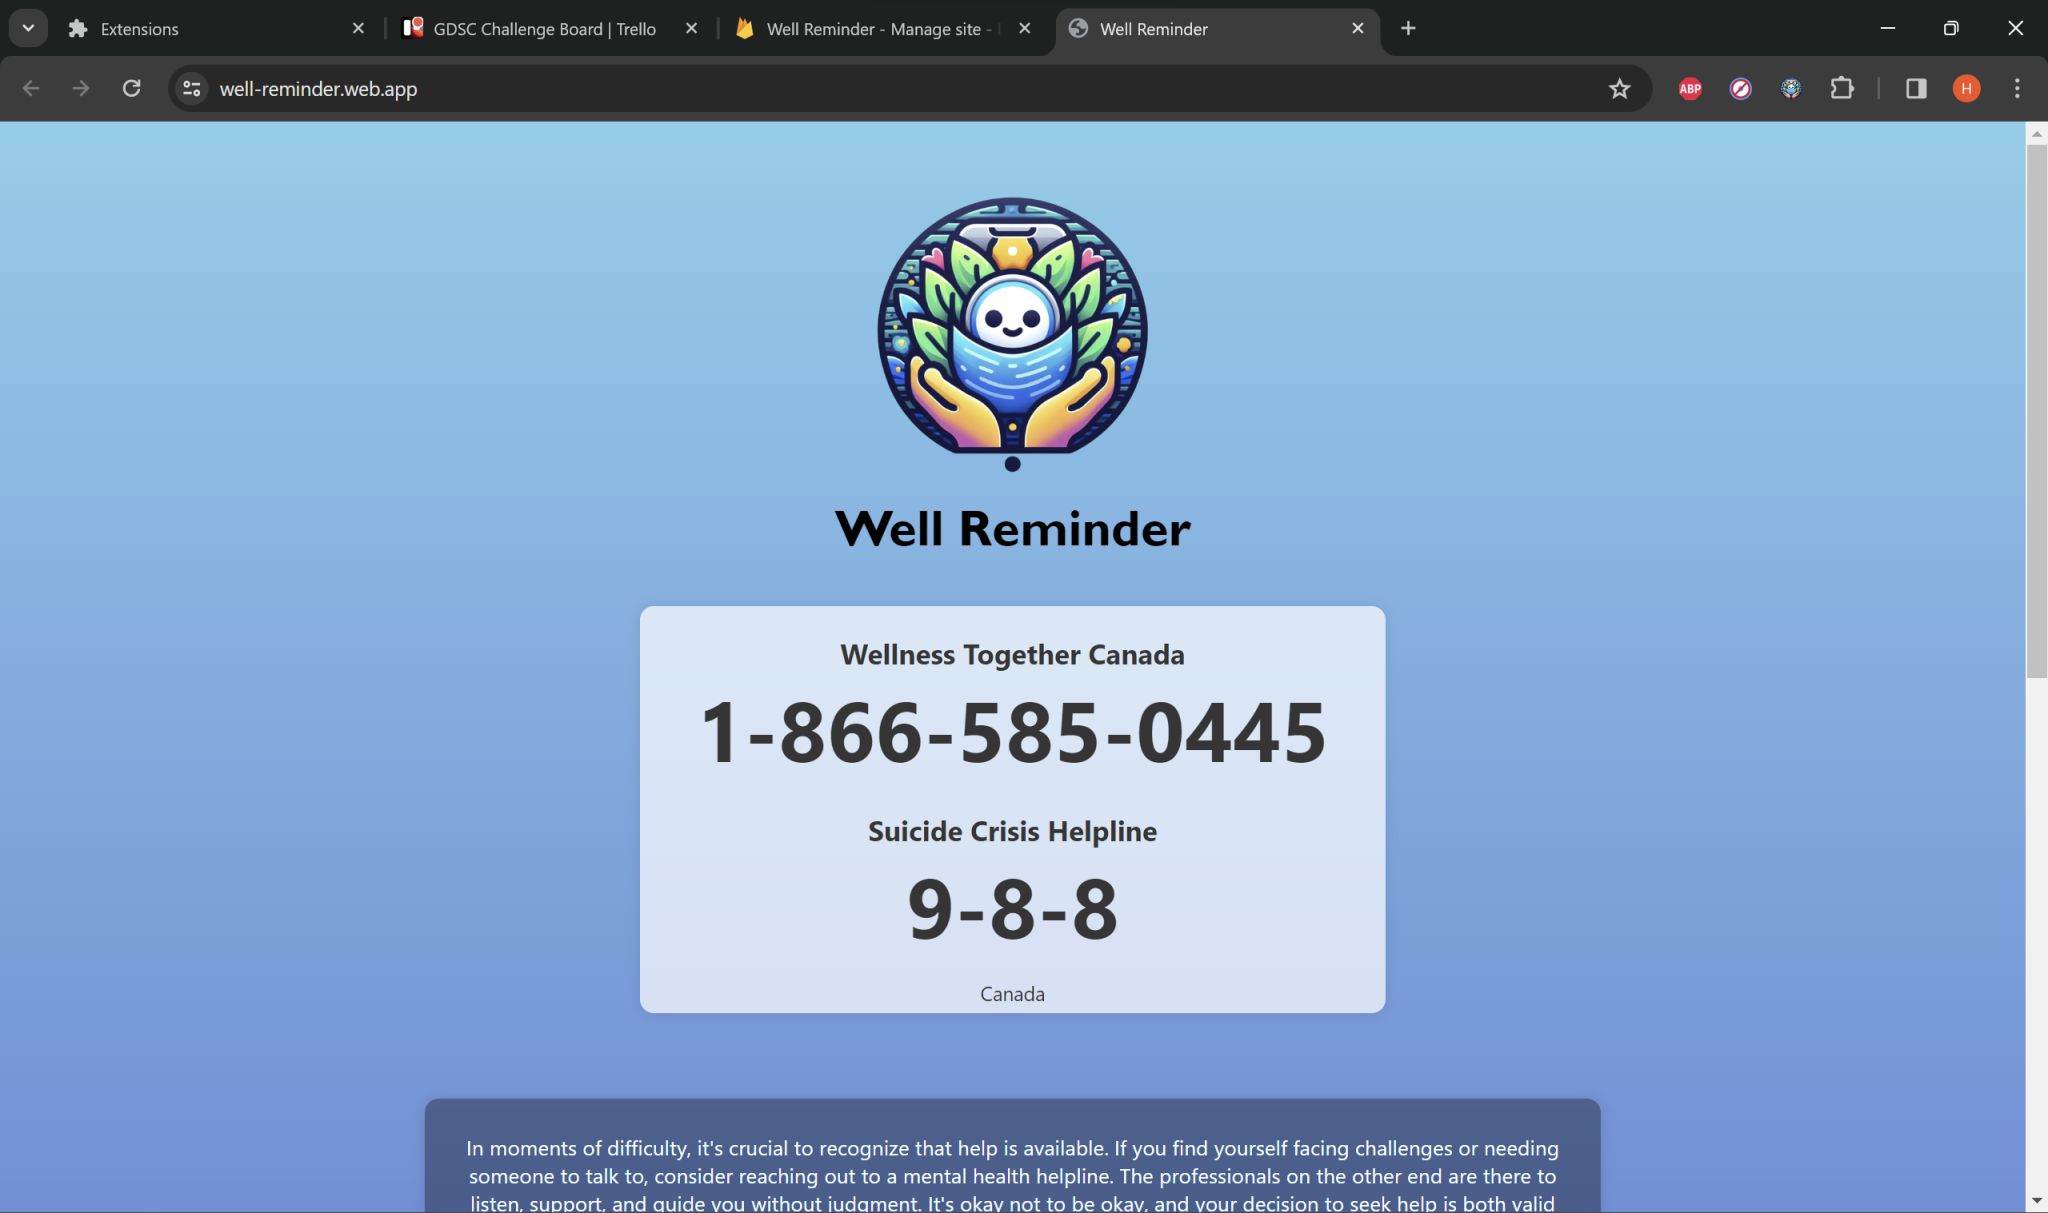 Extensions
GDSC Challenge Board | Trello
Well Reminder - Manage site -
Well Reminder
well-reminder.web.app
ABP
H
Well Reminder
Wellness Together Canada
1-866-585-0445
Suicide Crisis Helpline
9-8-8
Canada
In moments of difficulty, it's crucial to recognize that help is available. If you find yourself facing challenges or needing
someone to talk to, consider reaching out to a mental health helpline. The professionals on the other end are there to
listen, support, and guide you without judgment. It's okay not to be okay, and your decision to seek help is both valid